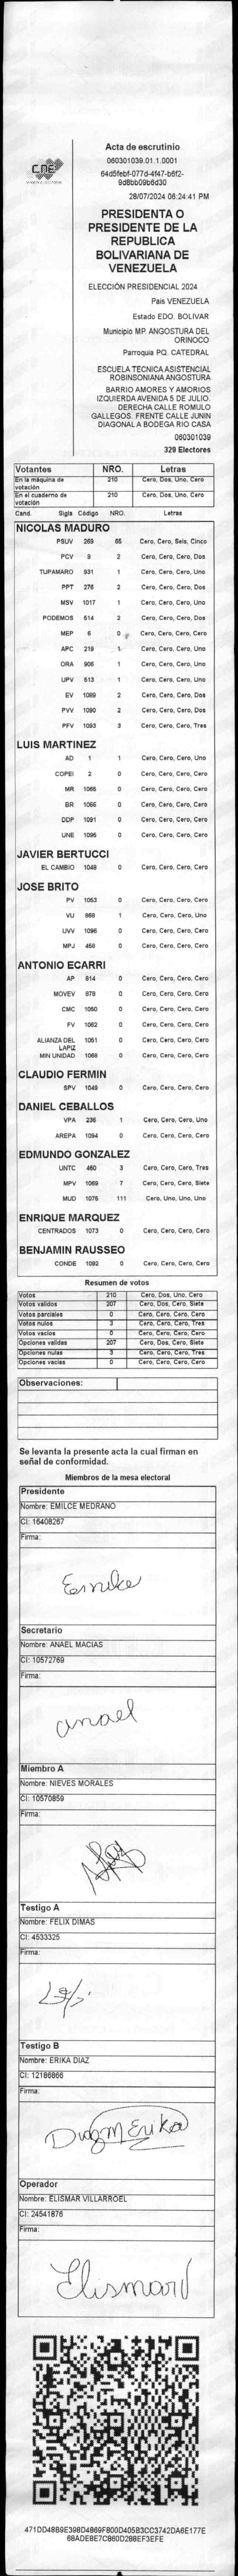 Acta de escrutinio
CNE
060301039.01.1.0001
64d5febf-077d-4f47-b6f2-
9d8bb09b6d30
28/07/2024 06:24:41 PM
PRESIDENTA O
PRESIDENTE DE LA
REPUBLICA
BOLIVARIANA DE
VENEZUELA
ELECCIÓN PRESIDENCIAL 2024
Pais VENEZUELA
Estado EDO. BOLIVAR
Municipio MP. ANGOSTURA DEL
ORINOCO
Parroquia PQ. CATEDRAL
ESCUELA TECNICA ASISTENCIAL
ROBINSONIANA ANGOSTURA
BARRIO AMORES Y AMORIOS
IZQUIERDA AVENIDA 5 DE JULIO.
DERECHA CALLE ROMULO
GALLEGOS. FRENTE CALLE JUNIN
DIAGONAL A BODEGA RIO CASA
060301039
329 Electores
Votantes NRO. Letras
En la máquina de votación 210 Cero, Dos, Uno, Cero
En el cuaderno de votación 210 Cero, Dos, Uno, Cero
Cand. Sigla Código NRO. Letras
NICOLAS MADURO
PSUV 269 65 Cero, Cero, Seis, Cinco
PCV 9 2 Cero, Cero, Cero, Dos
TUPAMARO 931 1 Cero, Cero, Cero, Uno
PPT 276 2 Cero, Cero, Cero, Dos
MSV 1017 1 Cero, Cero, Cero, Uno
PODEMOS 514 2 Cero, Cero, Cero, Dos
MEP 6 0 Cero, Cero, Cero, Cero
APC 219 1 Cero, Cero, Cero, Uno
ORA 906 1 Cero, Cero, Cero, Uno
UPV 513 1 Cero, Cero, Cero, Uno
EV 1089 2 Cero, Cero, Cero, Dos
PVV 1090 2 Cero, Cero, Cero, Dos
PFV 1093 3 Cero, Cero, Cero, Tres
LUIS MARTINEZ
AD 1 1 Cero, Cero, Cero, Uno
COPEI 2 0 Cero, Cero, Cero, Cero
MR 1065 0 Cero, Cero, Cero, Cero
BR 1066 0 Cero, Cero, Cero, Cero
DDP 1091 0 Cero, Cero, Cero, Cero
UNE 1095 0 Cero, Cero, Cero, Cero
JAVIER BERTUCCI
EL CAMBIO 1048 0 Cero, Cero, Cero, Cero
JOSE BRITO
PV 1053 0 Cero, Cero, Cero, Cero
VU 869 1 Cero, Cero, Cero, Uno
UVV 1096 0 Cero, Cero, Cero, Cero
MPJ 458 0 Cero, Cero, Cero, Cero
ANTONIO ECARRI
AP 814 0 Cero, Cero, Cero, Cero
MOVEV 878 0 Cero, Cero, Cero, Cero
CMC 1050 0 Cero, Cero, Cero, Cero
FV 1062 0 Cero, Cero, Cero, Cero
ALIANZA DEL LAPIZ 1051 0 Cero, Cero, Cero, Cero
MIN UNIDAD 1068 0 Cero, Cero, Cero, Cero
CLAUDIO FERMIN
SPV 1049 0 Cero, Cero, Cero, Cero
DANIEL CEBALLOS
VPA 236 1 Cero, Cero, Cero, Uno
AREPA 1094 0 Cero, Cero, Cero, Cero
EDMUNDO GONZALEZ
UNTC 460 3 Cero, Cero, Cero, Tres
MPV 1069 7 Cero, Cero, Cero, Siete
MUD 1076 111 Cero, Uno, Uno, Uno
ENRIQUE MARQUEZ
CENTRADOS 1073 0 Cero, Cero, Cero, Cero
BENJAMIN RAUSSEO
CONDE 1092 0 Cero, Cero, Cero, Cero
Resumen de votos
Votos 210 Cero, Dos, Uno, Cero
Votos validos 207 Cero, Dos, Cero, Siete
Votos parciales 0 Cero, Cero, Cero, Cero
Votos nulos 3 Cero, Cero, Cero, Tres
Votos vacios 0 Cero, Cero, Cero, Cero
Opciones validas 207 Cero, Dos, Cero, Siete
Opciones nulas 3 Cero, Cero, Cero, Tres
Opciones vacias 0 Cero, Cero, Cero, Cero
Observaciones:
Se levanta la presente acta la cual firman en
señal de conformidad.
Miembros de la mesa electoral
Presidente
Nombre: EMILCE MEDRANO
CI: 16408267
Firma:
Secretario
Nombre: ANAEL MACIAS
CI: 10572769
Firma:
anael
Miembro A
Nombre: NIEVES MORALES
CI: 10570859
Firma:
Testigo A
Nombre: FELIX DIMAS
CI: 4533325
Firma:
Testigo B
Nombre: ERIKA DIAZ
CI: 12186866
Firma:
Diaz M Erika
Operador
Nombre: ELISMAR VILLARROEL
CI: 24541876
Firma:
471DD48B9E398D4869F800D405B3CC3742DA6E177E
68ADEBE7C860D288EF3EFE